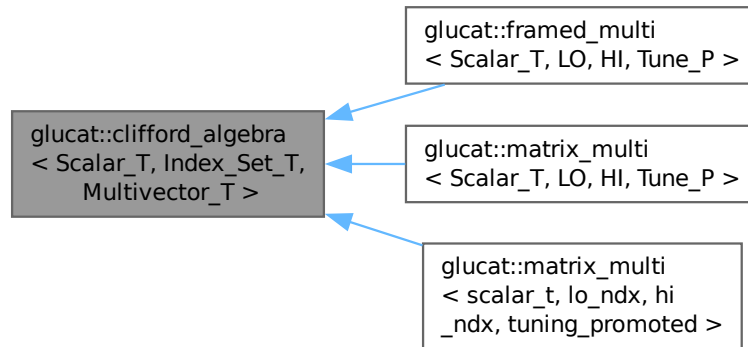 glucat::framed_multi
< Scalar_T, LO, HI, Tune_P >
glucat::clifford_algebra
< Scalar_T, Index_Set_T,
Multivector_T >
glucat::matrix_multi
< Scalar_T, LO, HI, Tune_P >
glucat::matrix_multi
< scalar_t, lo_ndx, hi
_ndx, tuning_promoted >